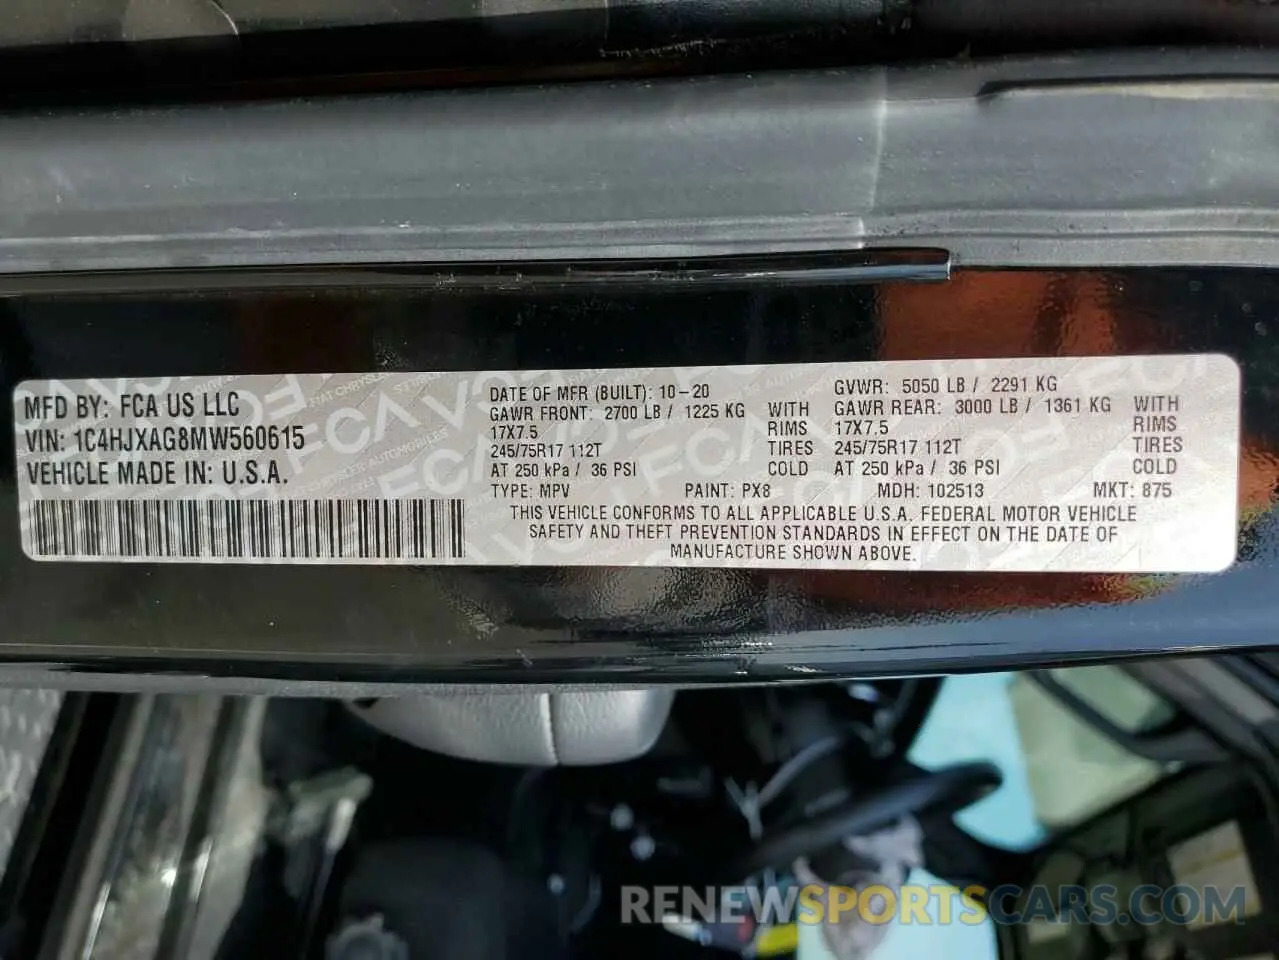 MFD BY: FCA US LLC
VIN: 1C4HJXAG8MW560615
VEHICLE MADE IN: U.S.A.
DATE OF MFR (BUILT): 10-20 GVWR: 5050 LB / 2291 KG
GAWR FRONT: 2700 LB / 1225 KG WITH GAWR REAR: 3000 LB / 1361 KG WITH
17X7.5 RIMS 17X7.5 RIMS
245/75R17 112T TIRES 245/75R17 112T TIRES
AT 250 kPa / 36 PSI COLD AT 250 kPa / 36 PSI COLD
TYPE: MPV PAINT: PX8 MDH: 102513 MKT: 875
THIS VEHICLE CONFORMS TO ALL APPLICABLE U.S.A. FEDERAL MOTOR VEHICLE
SAFETY AND THEFT PREVENTION STANDARDS IN EFFECT ON THE DATE OF
MANUFACTURE SHOWN ABOVE.
RENEWSPORTSCARS.COM